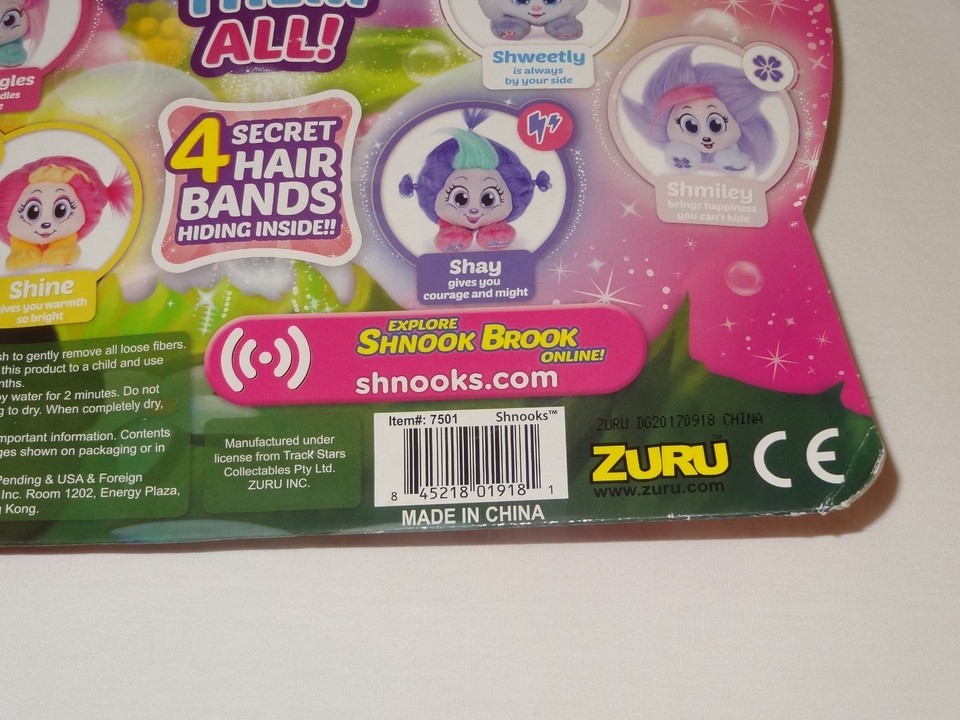 THEM
ALL!
Shweetly
is always
by your side
gles
dles
e
4 SECRET
HAIR
BANDS
HIDING INSIDE!!
Shmiley
brings happiness
you can't hide
Shine
ives you warmth
so bright
Shay
gives you
courage and might
EXPLORE
SHNOOK BROOK
ONLINE!
shnooks.com
sh to gently remove all loose fibers.
this product to a child and use
nths.
by water for 2 minutes. Do not
g to dry. When completely dry,
mportant information. Contents
ges shown on packaging or in
Pending & USA & Foreign
Inc. Room 1202, Energy Plaza,
Kong.
Manufactured under
license from Track Stars
Collectables Pty Ltd.
ZURU INC.
Item#: 7501 Shnooks™
8 45218 01918 1
MADE IN CHINA
ZURU DG20170918 CHINA
ZURU™
www.zuru.com
CE